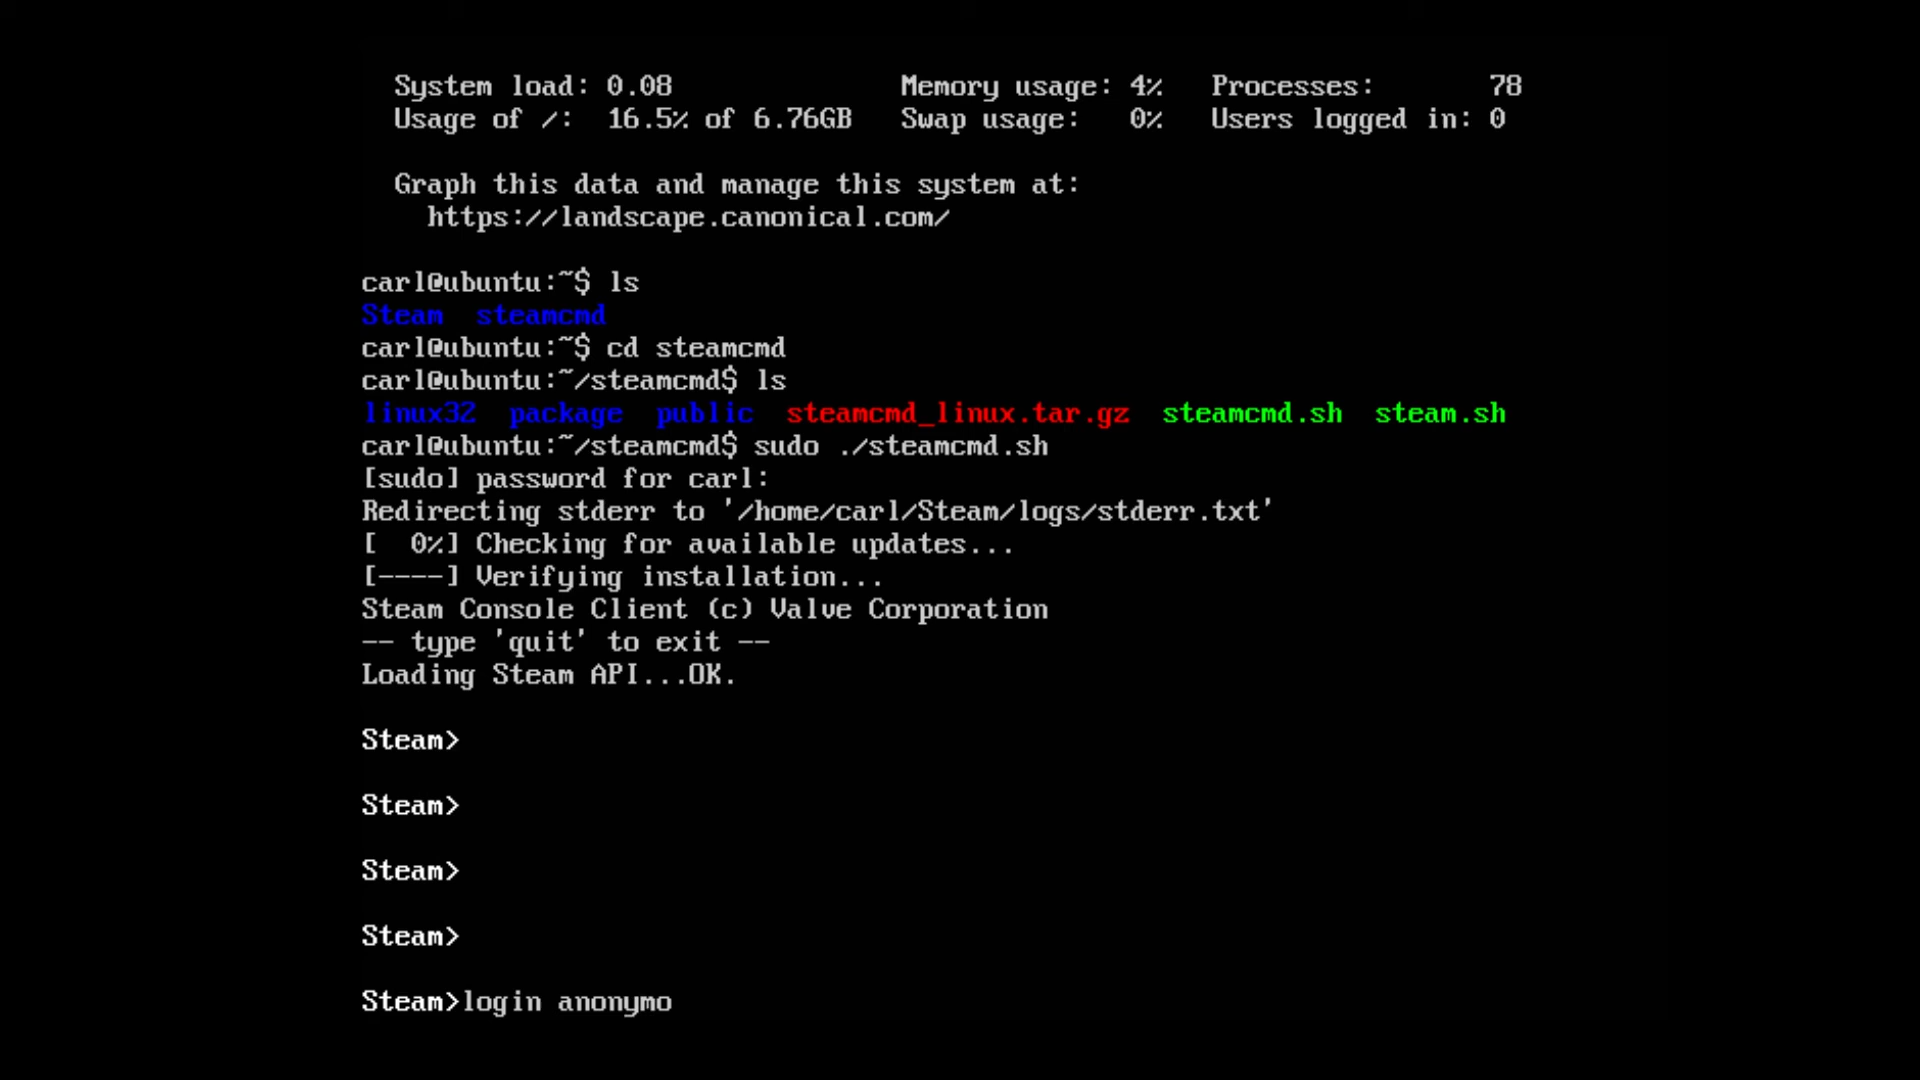 System load: 0.08 Memory usage: 4% Processes: 78
Usage of /: 16.5% of 6.76GB Swap usage: 0% Users logged in: 0
Graph this data and manage this system at:
https://landscape.canonical.com/
carl@ubuntu:~$ ls
Steam steamcmd
carl@ubuntu:~$ cd steamcmd
carl@ubuntu:~/steamcmd$ ls
linux32 package public steamcmd_linux.tar.gz steamcmd.sh steam.sh
carl@ubuntu:~/steamcmd$ sudo ./steamcmd.sh
[sudo] password for carl:
Redirecting stderr to '/home/carl/Steam/logs/stderr.txt'
[  0%] Checking for available updates...
[----] Verifying installation...
Steam Console Client (c) Valve Corporation
-- type 'quit' to exit --
Loading Steam API...OK.
Steam>
Steam>
Steam>
Steam>
Steam>login anonymo